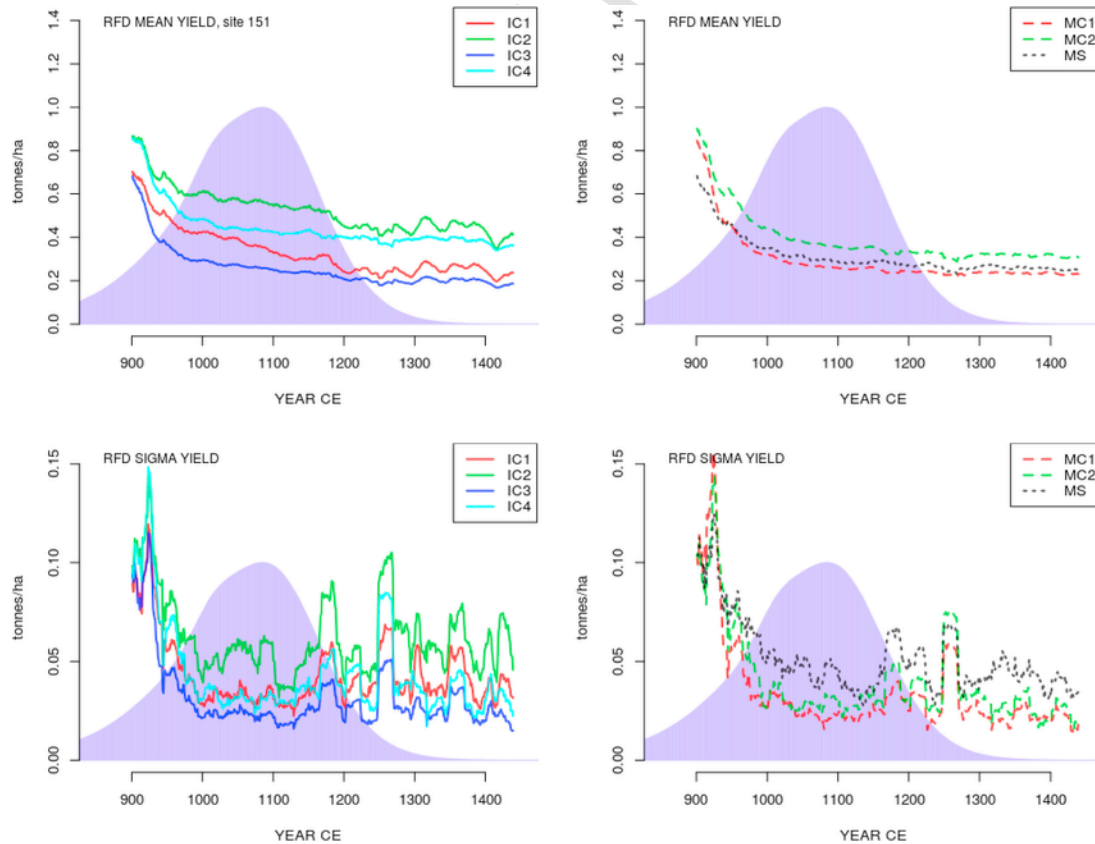 RFD MEAN YIELD, site 151
IC1
IC2
IC3
IC4
tonnes/ha
0.0 0.2 0.4 0.6 0.8 1.0 1.2 1.4
900 1000 1100 1200 1300 1400
YEAR CE
RFD MEAN YIELD
MC1
MC2
MS
tonnes/ha
0.0 0.2 0.4 0.6 0.8 1.0 1.2 1.4
900 1000 1100 1200 1300 1400
YEAR CE
RFD SIGMA YIELD
IC1
IC2
IC3
IC4
tonnes/ha
0.00 0.05 0.10 0.15
900 1000 1100 1200 1300 1400
YEAR CE
RFD SIGMA YIELD
MC1
MC2
MS
tonnes/ha
0.00 0.05 0.10 0.15
900 1000 1100 1200 1300 1400
YEAR CE